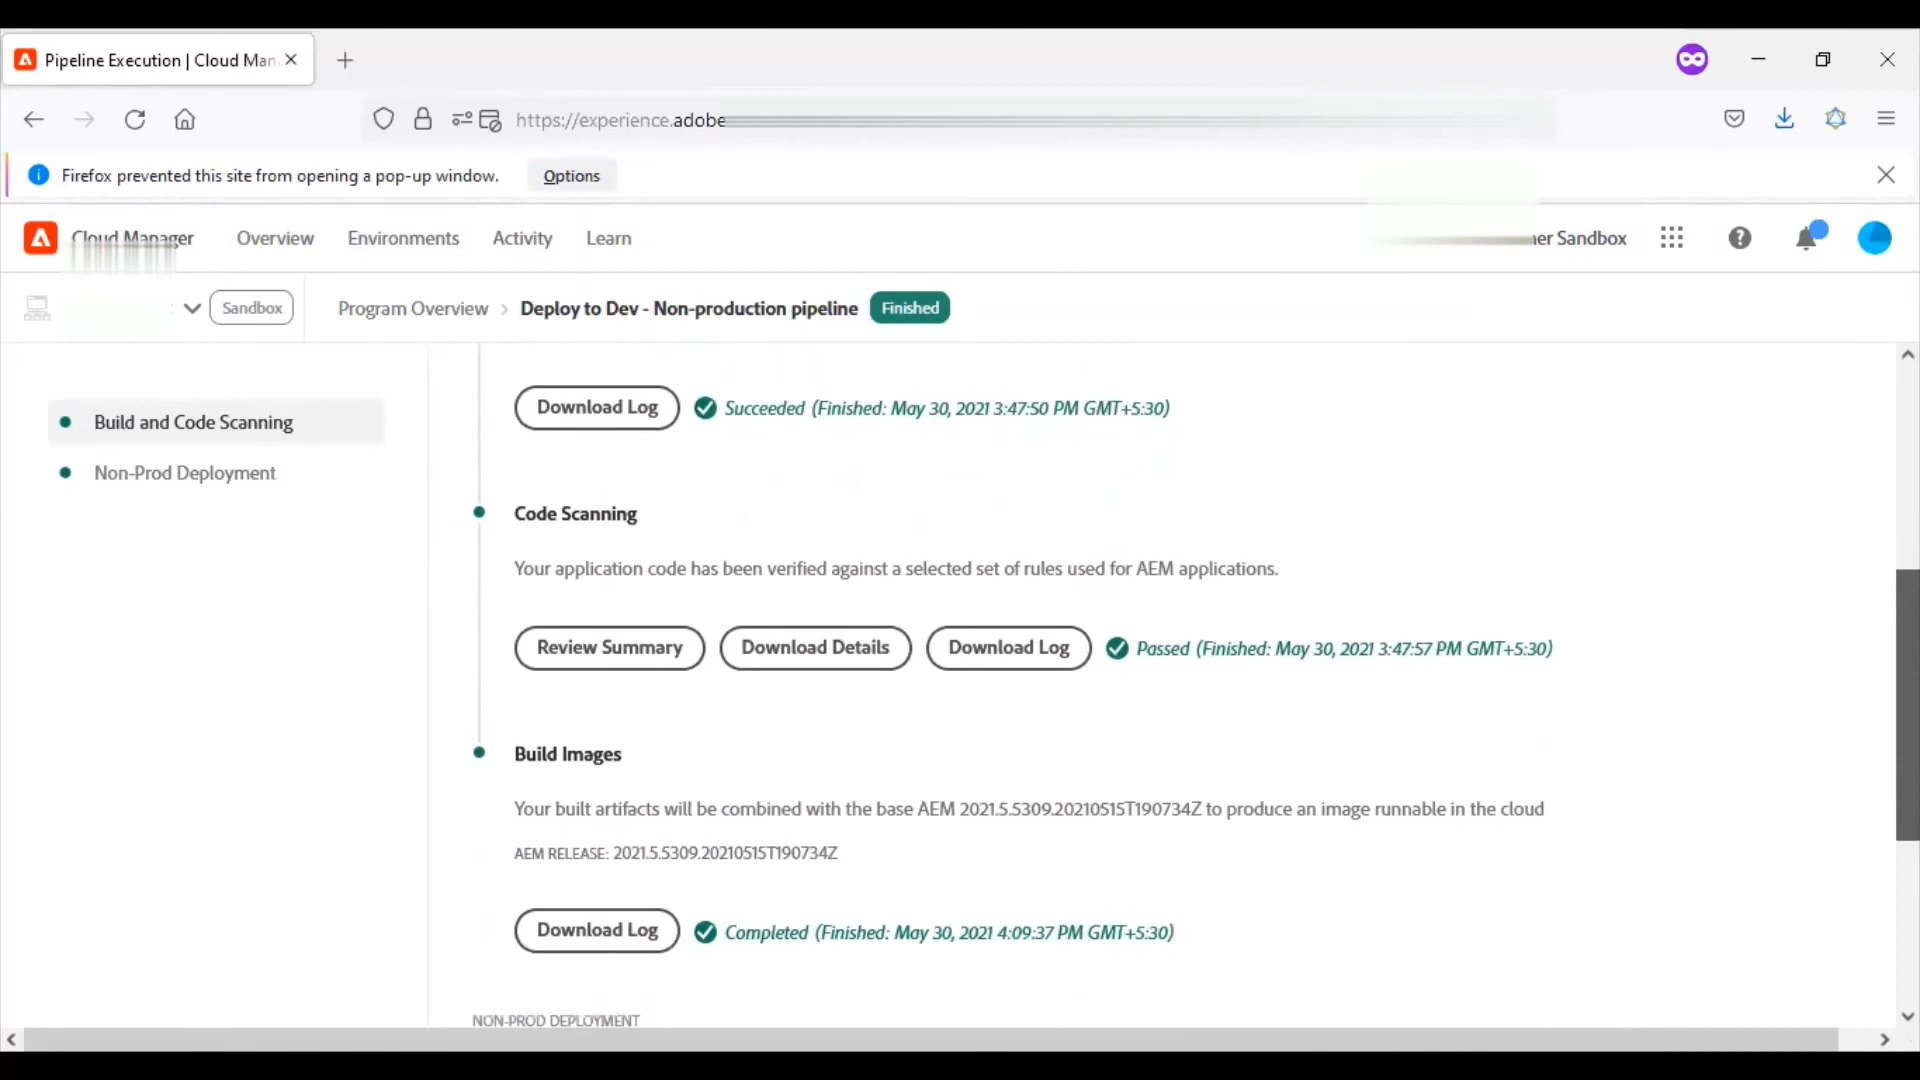 Pipeline Execution | Cloud Man
https://experience.adobe
Firefox prevented this site from opening a pop-up window. Options
Cloud Manager Overview Environments Activity Learn er Sandbox
Sandbox Program Overview > Deploy to Dev - Non-production pipeline Finished
Build and Code Scanning
Non-Prod Deployment
Download Log Succeeded (Finished: May 30, 2021 3:47:50 PM GMT+5:30)
Code Scanning
Your application code has been verified against a selected set of rules used for AEM applications.
Review Summary Download Details Download Log Passed (Finished: May 30, 2021 3:47:57 PM GMT+5:30)
Build Images
Your built artifacts will be combined with the base AEM 2021.5.5309.20210515T190734Z to produce an image runnable in the cloud
AEM RELEASE: 2021.5.5309.20210515T190734Z
Download Log Completed (Finished: May 30, 2021 4:09:37 PM GMT+5:30)
NON-PROD DEPLOYMENT